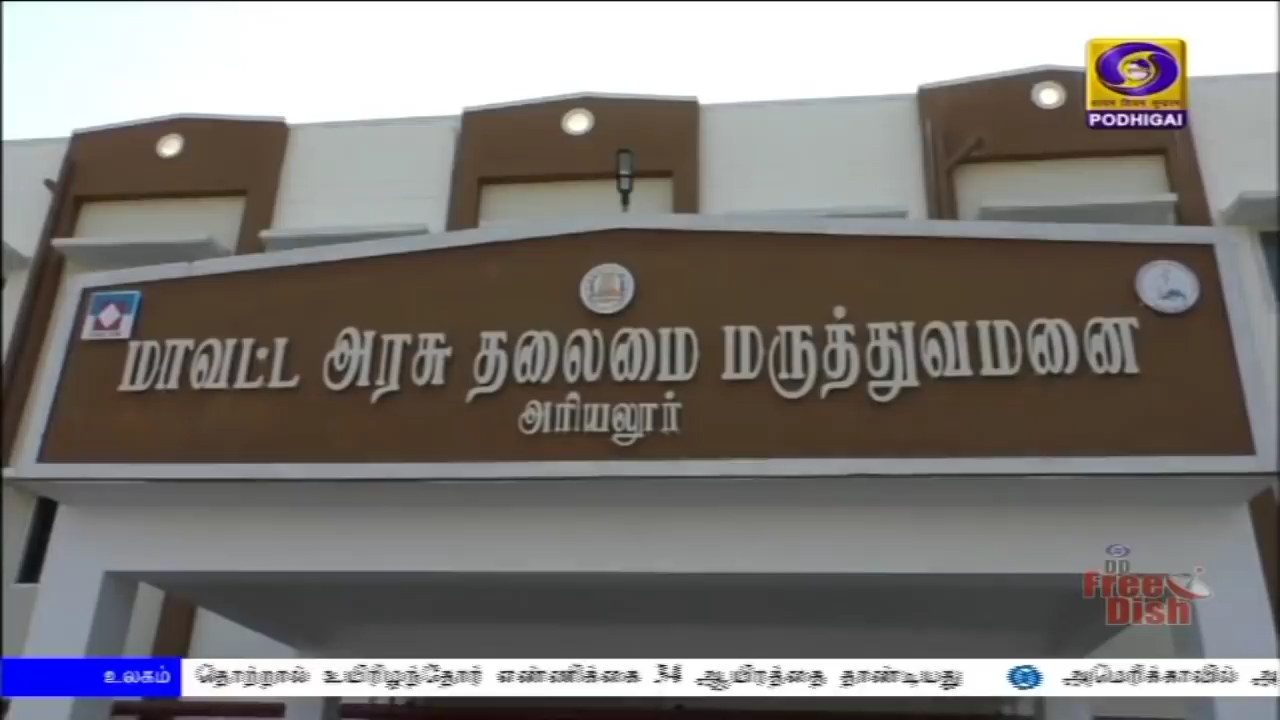 PODHIGAI
மாவட்ட அரசு தலைமை மருத்துவமனை
அரியலூர்
DD
Free
Dish
உலகம் தொற்றால் உயிரிழந்தோர் எண்ணிக்கை 34 ஆயிரத்தை தாண்டியது அமெரிக்காவில்